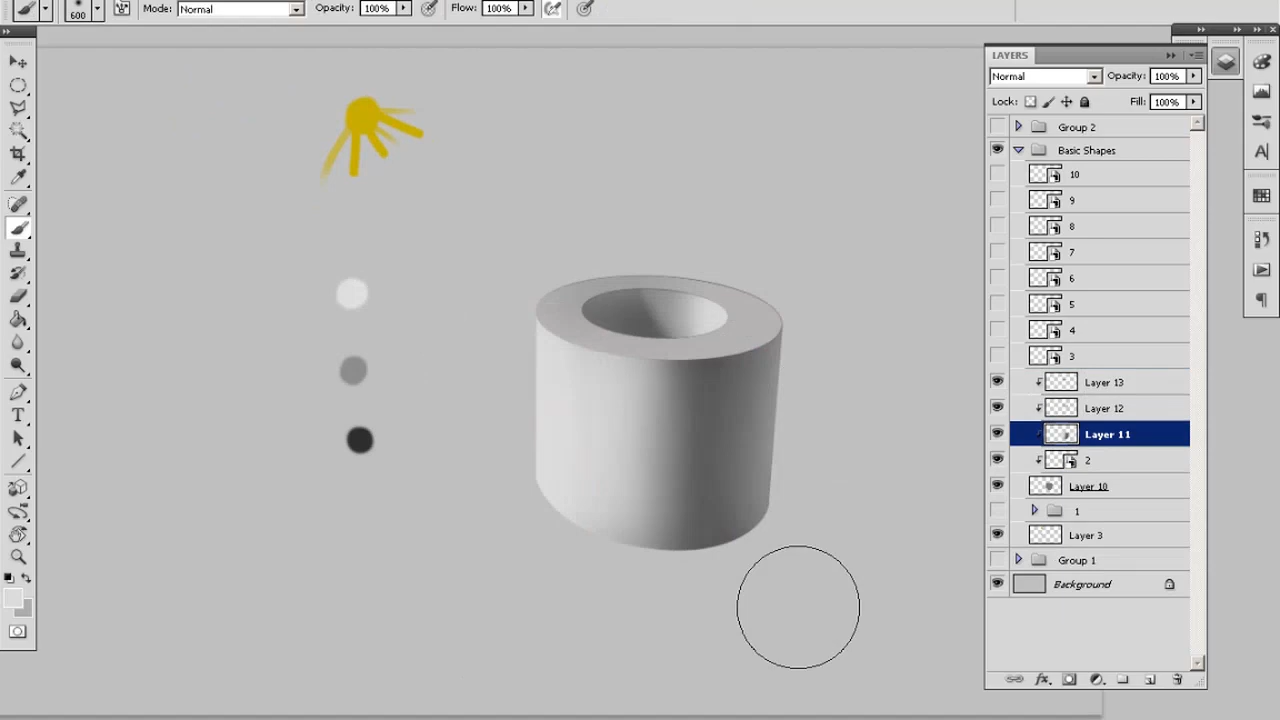 600
Mode: Normal
Opacity: 100%
Flow: 100%
LAYERS
Normal
Opacity: 100%
Lock:
Fill: 100%
Group 2
Basic Shapes
10
9
8
7
6
5
4
3
Layer 13
Layer 12
Layer 11
2
Layer 10
1
Layer 3
Group 1
Background